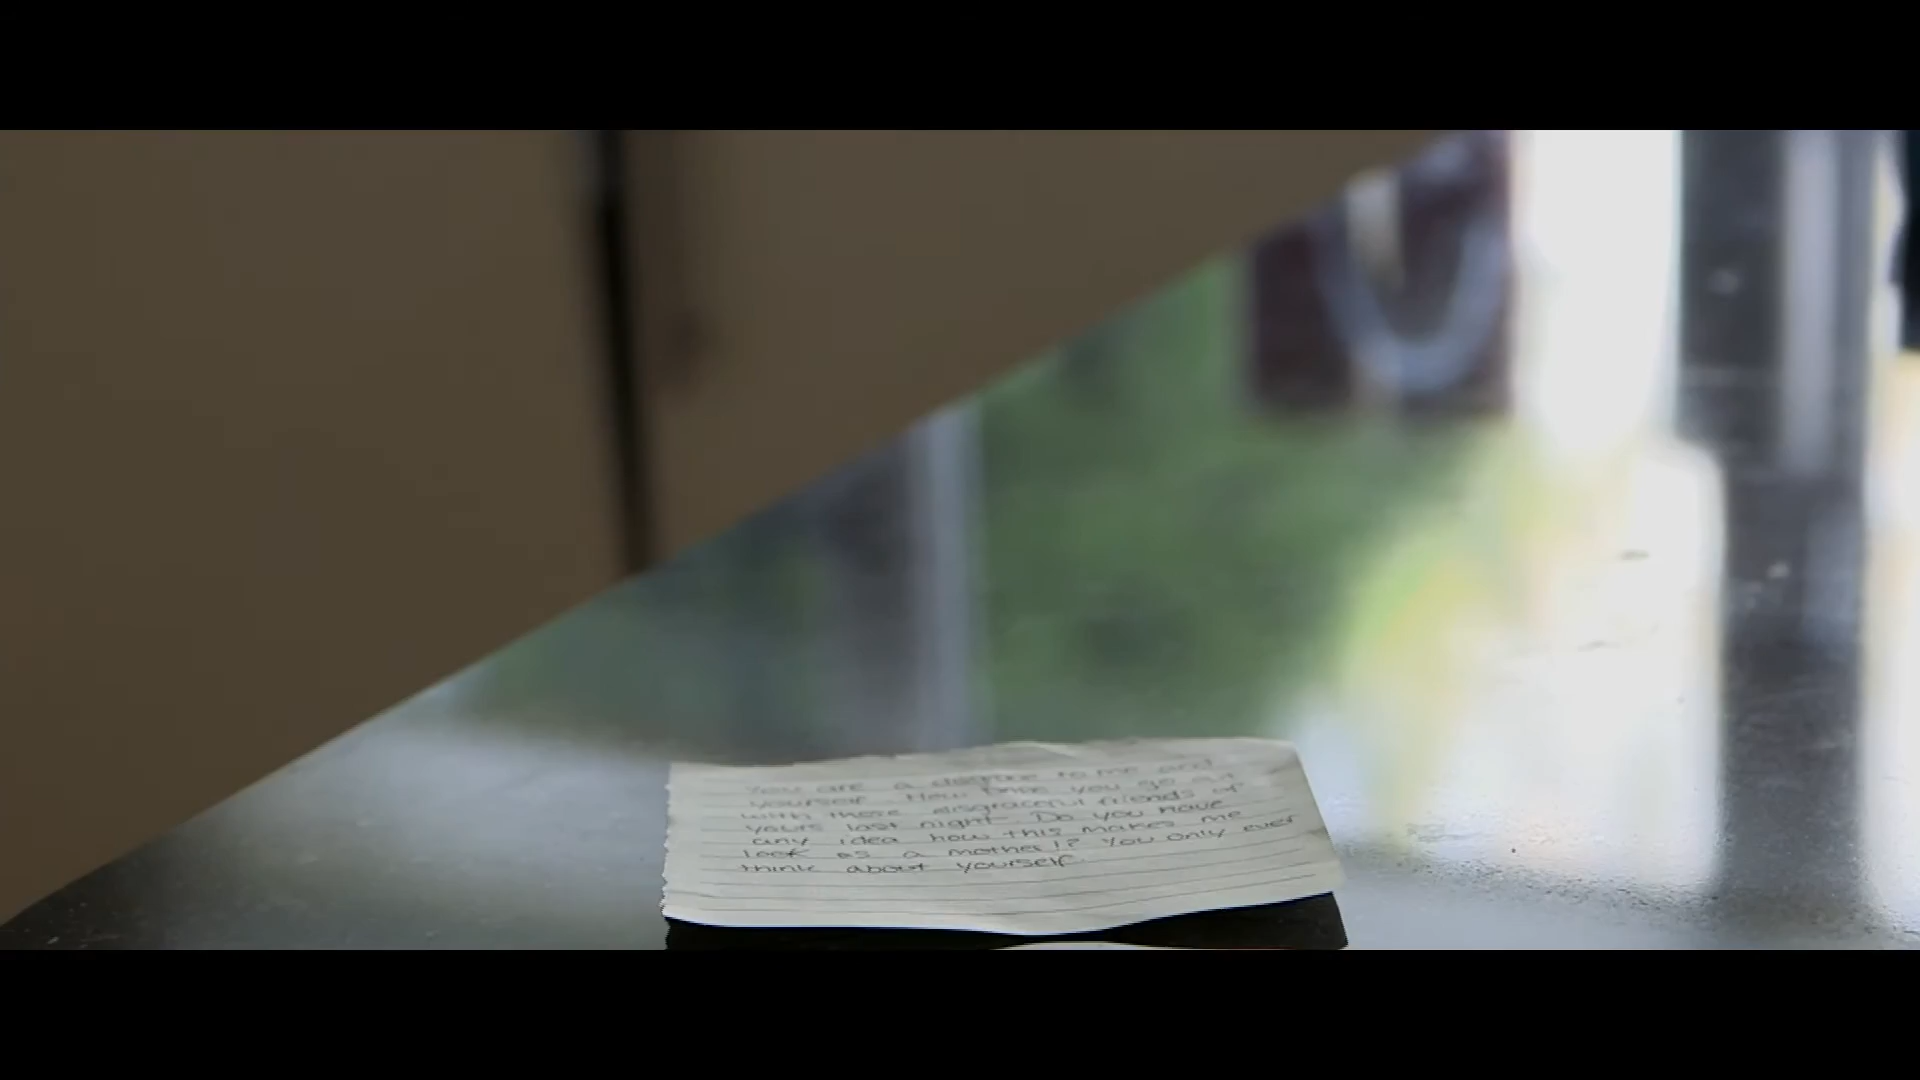 You are a disgrace to me and
yourself. How Dare you go out
with those disgraceful friends of
yours last night. Do you have
any idea how this makes me
look as a mother!? You only ever
think about yourself.